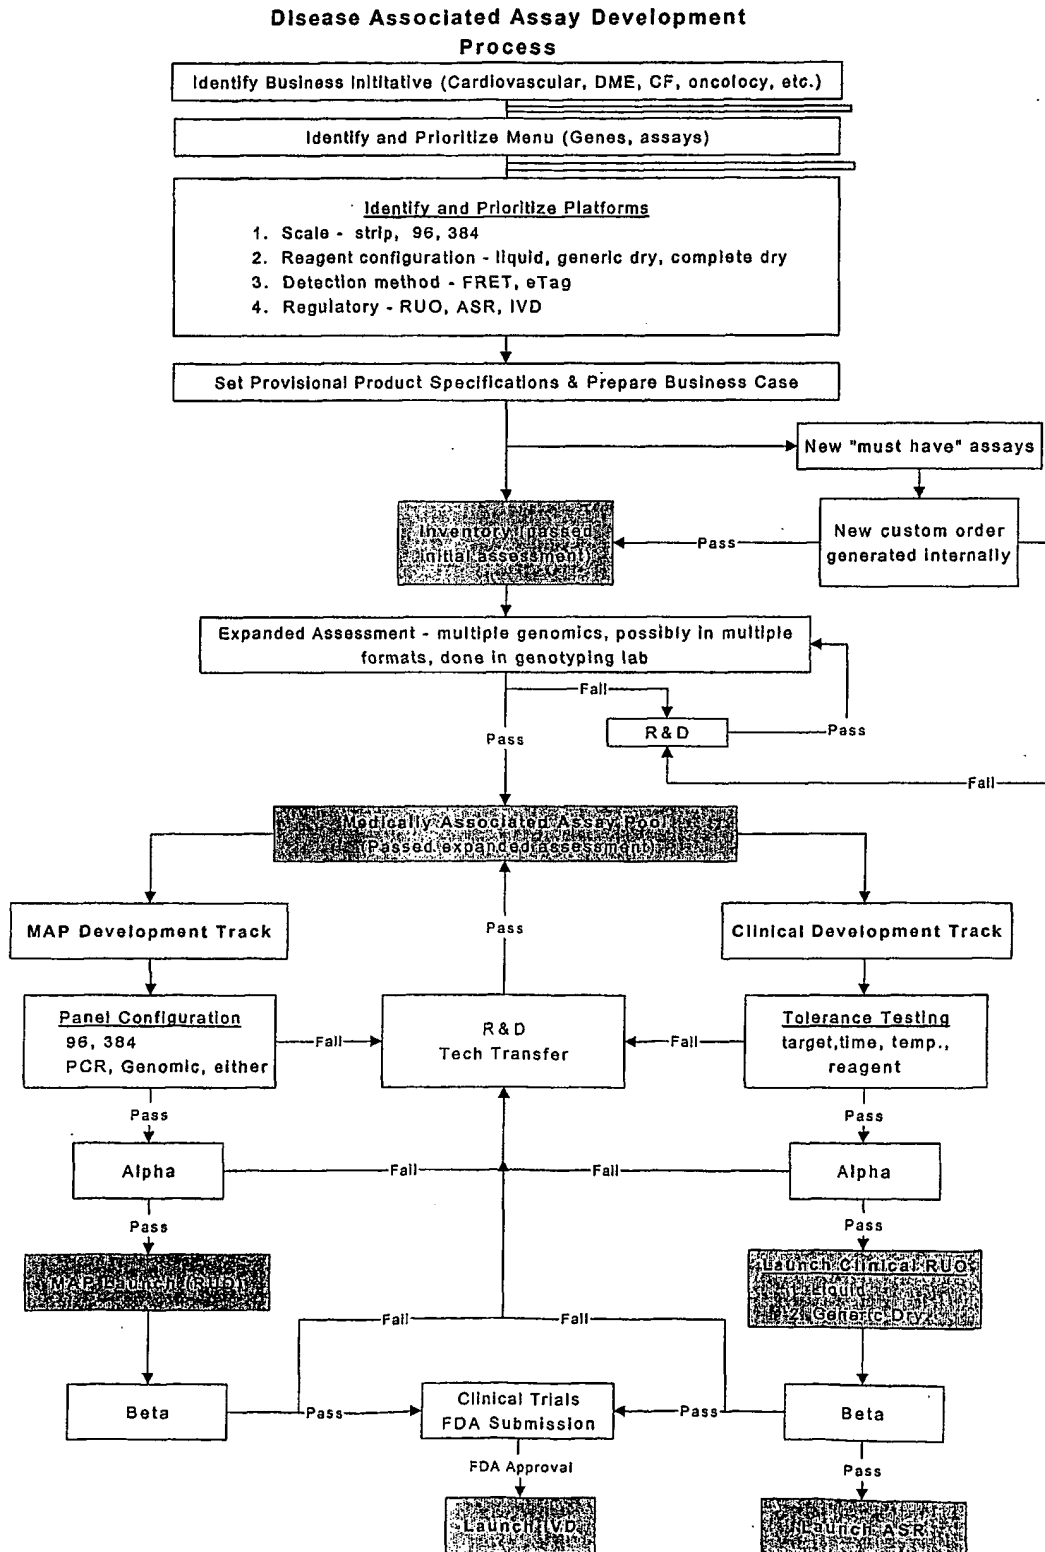 Disease Associated Assay Development
Process
Identify Business Inititative (Cardiovascular, DME, CF, oncolocy, etc.)
Identify and Prioritize Menu (Genes, assays)
Identify and Prioritize Platforms
1. Scale - strip, 96, 384
2. Reagent configuration - liquid, generic dry, complete dry
3. Detection method - FRET, eTag
4. Regulatory - RUO, ASR, IVD
Set Provisional Product Specifications & Prepare Business Case
New "must have" assays
Inventory (passed
initial assessment)
Pass
New custom order
generated internally
Expanded Assessment - multiple genomics, possibly in multiple
formats, done in genotyping lab
Fail
R&D
Pass
Pass
Fail
Medically Associated Assay Pool
(Passed expanded assessment)
MAP Development Track
Pass
Clinical Development Track
Panel Configuration
96, 384
PCR, Genomic, either
Fail
R&D
Tech Transfer
Fail
Tolerance Testing
target,time, temp.,
reagent
Pass
Pass
Alpha
Fail
Fail
Alpha
Pass
Pass
MAP Launch (RUO)
Launch Clinical RUO
Liquid
2. Generic Dry
Fail
Fail
Beta
Pass
Clinical Trials
FDA Submission
Pass
Beta
FDA Approval
Pass
Launch IVD
Launch ASR